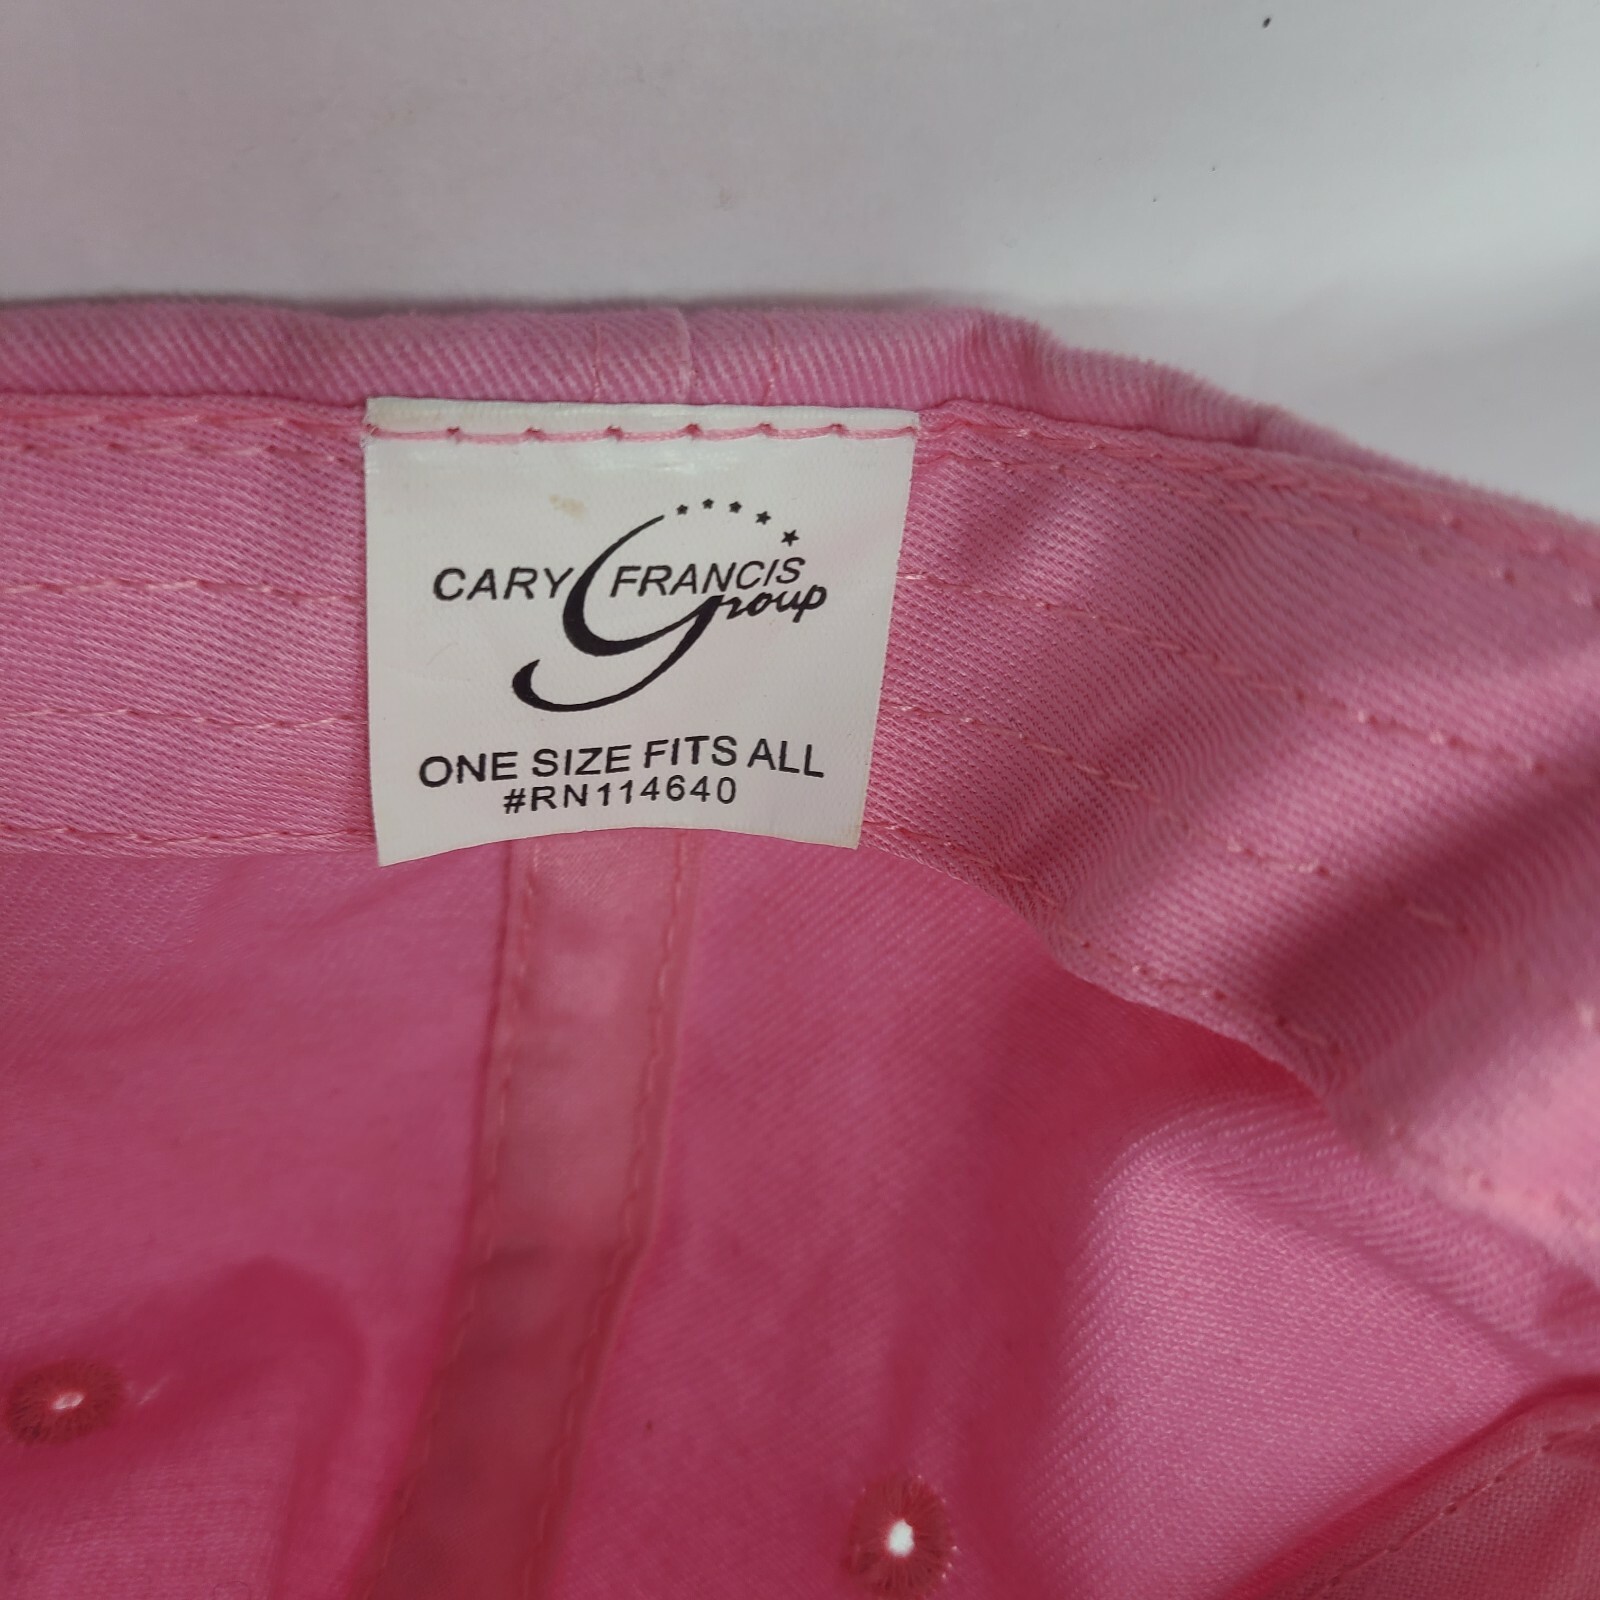 CARY FRANCIS
Group
ONE SIZE FITS ALL
#RN114640